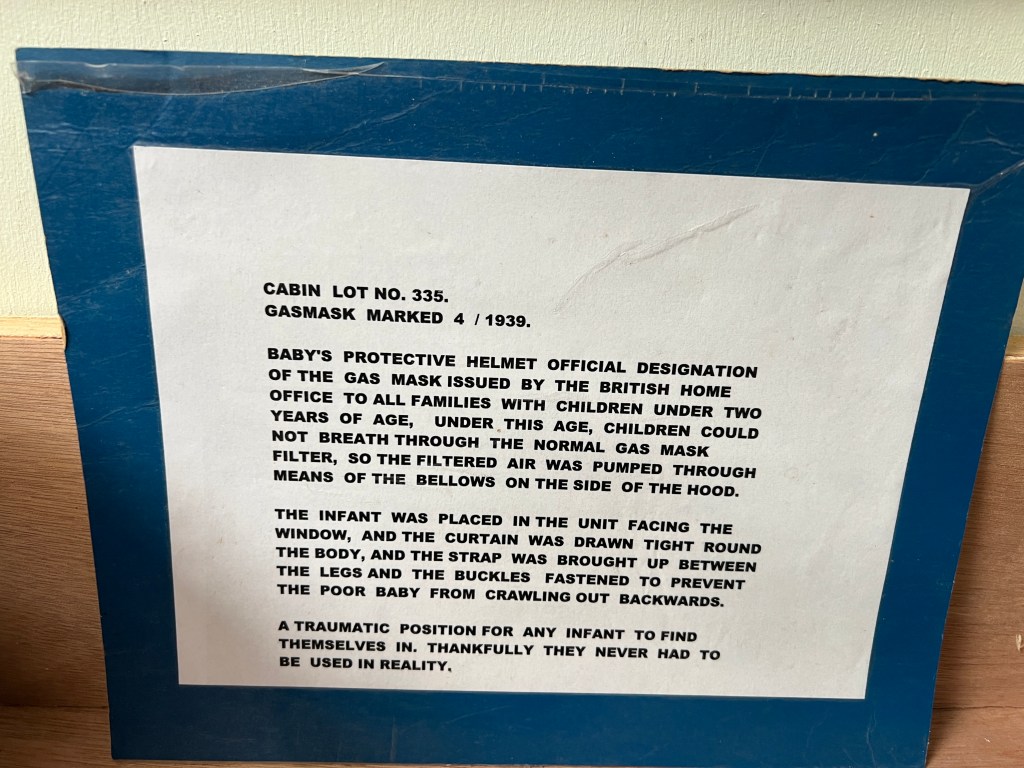 CABIN LOT NO. 335.
GASMASK MARKED 4 / 1939.
BABY'S PROTECTIVE HELMET OFFICIAL DESIGNATION
OF THE GAS MASK ISSUED BY THE BRITISH HOME
OFFICE TO ALL FAMILIES WITH CHILDREN UNDER TWO
YEARS OF AGE, UNDER THIS AGE, CHILDREN COULD
NOT BREATH THROUGH THE NORMAL GAS MASK
FILTER, SO THE FILTERED AIR WAS PUMPED THROUGH
MEANS OF THE BELLOWS ON THE SIDE OF THE HOOD.
THE INFANT WAS PLACED IN THE UNIT FACING THE
WINDOW, AND THE CURTAIN WAS DRAWN TIGHT ROUND
THE BODY, AND THE STRAP WAS BROUGHT UP BETWEEN
THE LEGS AND THE BUCKLES FASTENED TO PREVENT
THE POOR BABY FROM CRAWLING OUT BACKWARDS.
A TRAUMATIC POSITION FOR ANY INFANT TO FIND
THEMSELVES IN. THANKFULLY THEY NEVER HAD TO
BE USED IN REALITY.